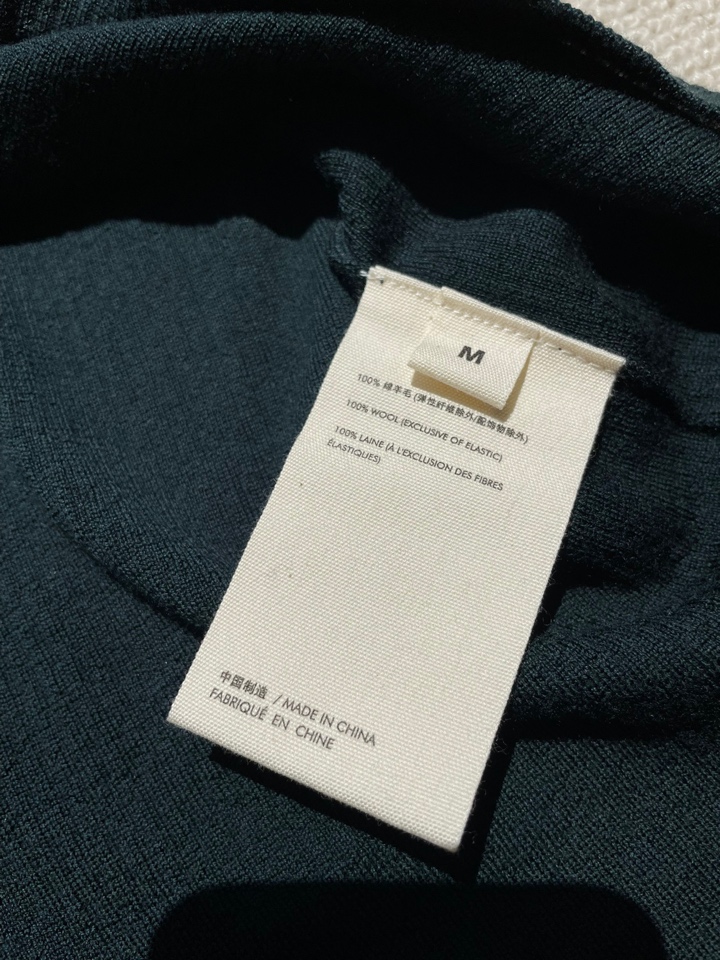 M
100% 绵羊毛 (弹性纤维除外/配饰物除外)
100% WOOL (EXCLUSIVE OF ELASTIC)
100% LAINE (À L'EXCLUSION DES FIBRES
ÉLASTIQUES)
中国制造 / MADE IN CHINA
FABRIQUÉ EN CHINE